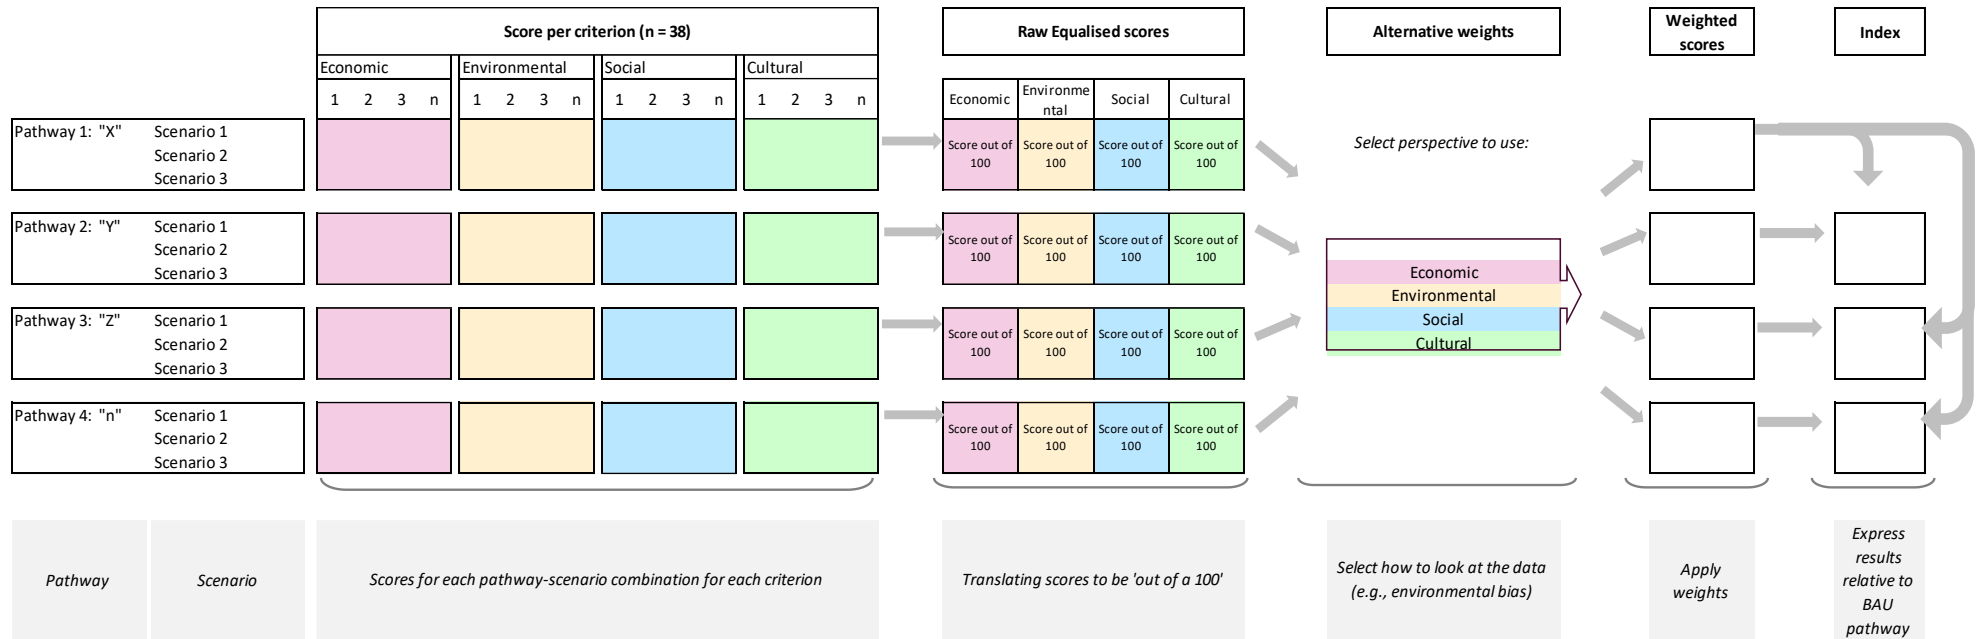 Score per criterion (n = 38)
Raw Equalised scores
Alternative weights
Weighted
scores
Index
Economic
Environmental
Social
Cultural
1 2 3 n
1 2 3 n
1 2 3 n
1 2 3 n
Economic
Environme
ntal
Social
Cultural
Pathway 1: "X"
Scenario 1
Scenario 2
Scenario 3
Score out of
100
Score out of
100
Score out of
100
Score out of
100
Select perspective to use:
Pathway 2: "Y"
Scenario 1
Scenario 2
Scenario 3
Score out of
100
Score out of
100
Score out of
100
Score out of
100
Economic
Environmental
Social
Cultural
Pathway 3: "Z"
Scenario 1
Scenario 2
Scenario 3
Score out of
100
Score out of
100
Score out of
100
Score out of
100
Pathway 4: "n"
Scenario 1
Scenario 2
Scenario 3
Score out of
100
Score out of
100
Score out of
100
Score out of
100
Pathway
Scenario
Scores for each pathway-scenario combination for each criterion
Translating scores to be 'out of a 100'
Select how to look at the data
(e.g., environmental bias)
Apply
weights
Express
results
relative to
BAU
pathway